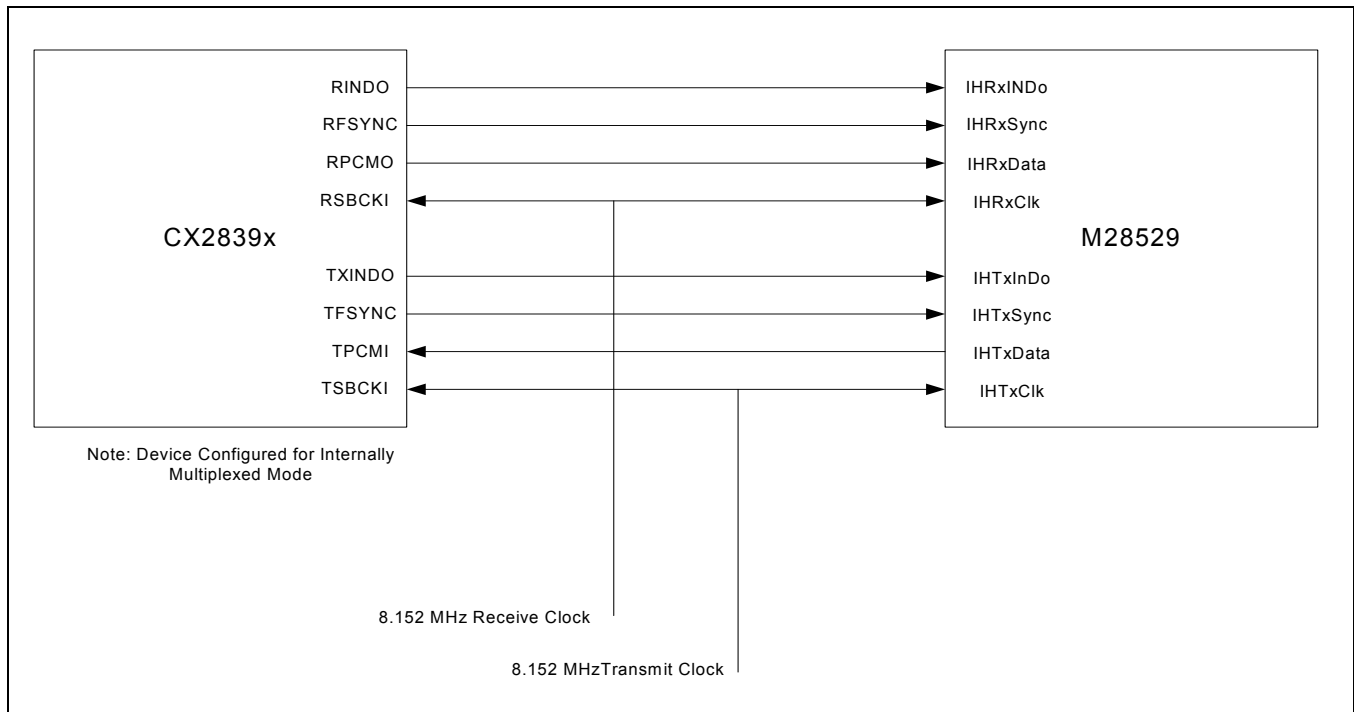 RINDO
RFSYNC
RPCMO
RSBCKI
CX2839x
TXINDO
TFSYNC
TPCMI
TSBCKI
IHRxINDo
IHRxSync
IHRxData
IHRxClk
M28529
IHTxInDo
IHTxSync
IHTxData
IHTxClk
Note: Device Configured for Internally
Multiplexed Mode
8.152 MHz Receive Clock
8.152 MHzTransmit Clock